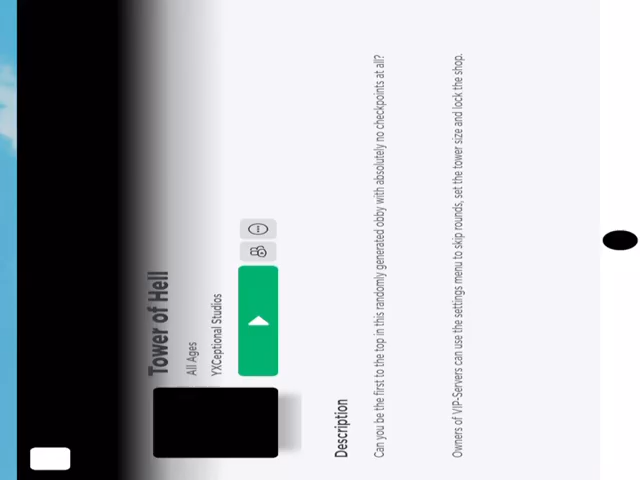 Tower of Hell
All Ages
YXCeptional Studios
Description
Can you be the first to the top in this randomly generated obby with absolutely no checkpoints at all?
Owners of VIP-Servers can use the settings menu to skip rounds, set the tower size and lock the shop.